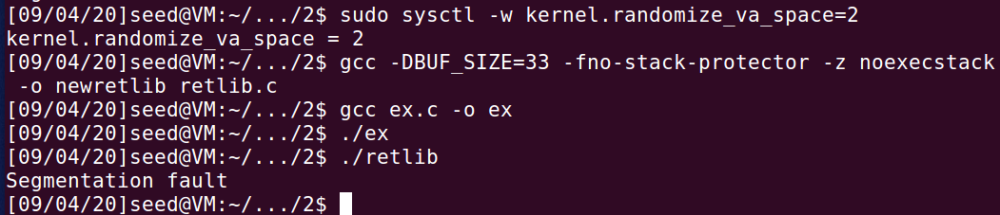 [09/04/20]seed@VM:~/.../2$ sudo sysctl -w kernel.randomize_va_space=2
kernel.randomize_va_space = 2
[09/04/20]seed@VM:~/.../2$ gcc -DBUF_SIZE=33 -fno-stack-protector -z noexecstack
 -o newretlib retlib.c
[09/04/20]seed@VM:~/.../2$ gcc ex.c -o ex
[09/04/20]seed@VM:~/.../2$ ./ex
[09/04/20]seed@VM:~/.../2$ ./retlib
Segmentation fault
[09/04/20]seed@VM:~/.../2$